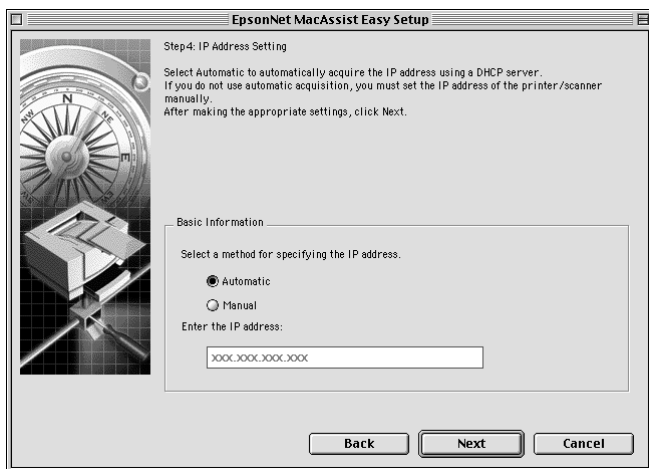 EpsonNet MacAssist Easy Setup
Step4: IP Address Setting
Select Automatic to automatically acquire the IP address using a DHCP server.
If you do not use automatic acquisition, you must set the IP address of the printer/scanner
manually.
After making the appropriate settings, click Next.
N
NW
NE
E
SW
Basic Information
Select a method for specifying the IP address.
Automatic
Manual
Enter the IP address:
xxx.xxx.xxx.xxx
Back Next Cancel